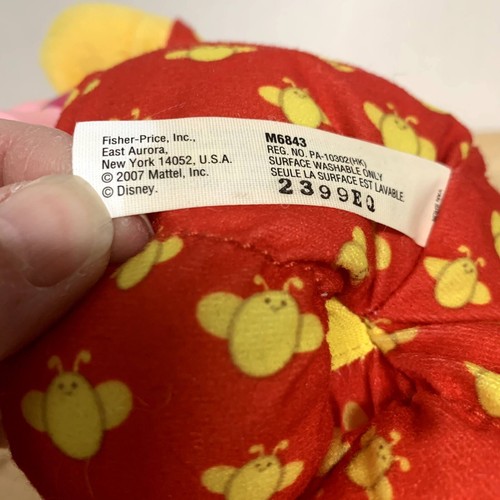 Fisher-Price, Inc.,
East Aurora,
New York 14052, U.S.A.
© 2007 Mattel, Inc.
© Disney.
M6843
REG. NO. PA-10302(HK)
SURFACE WASHABLE ONLY
SEULE LA SURFACE EST LAVABLE
2399EQ